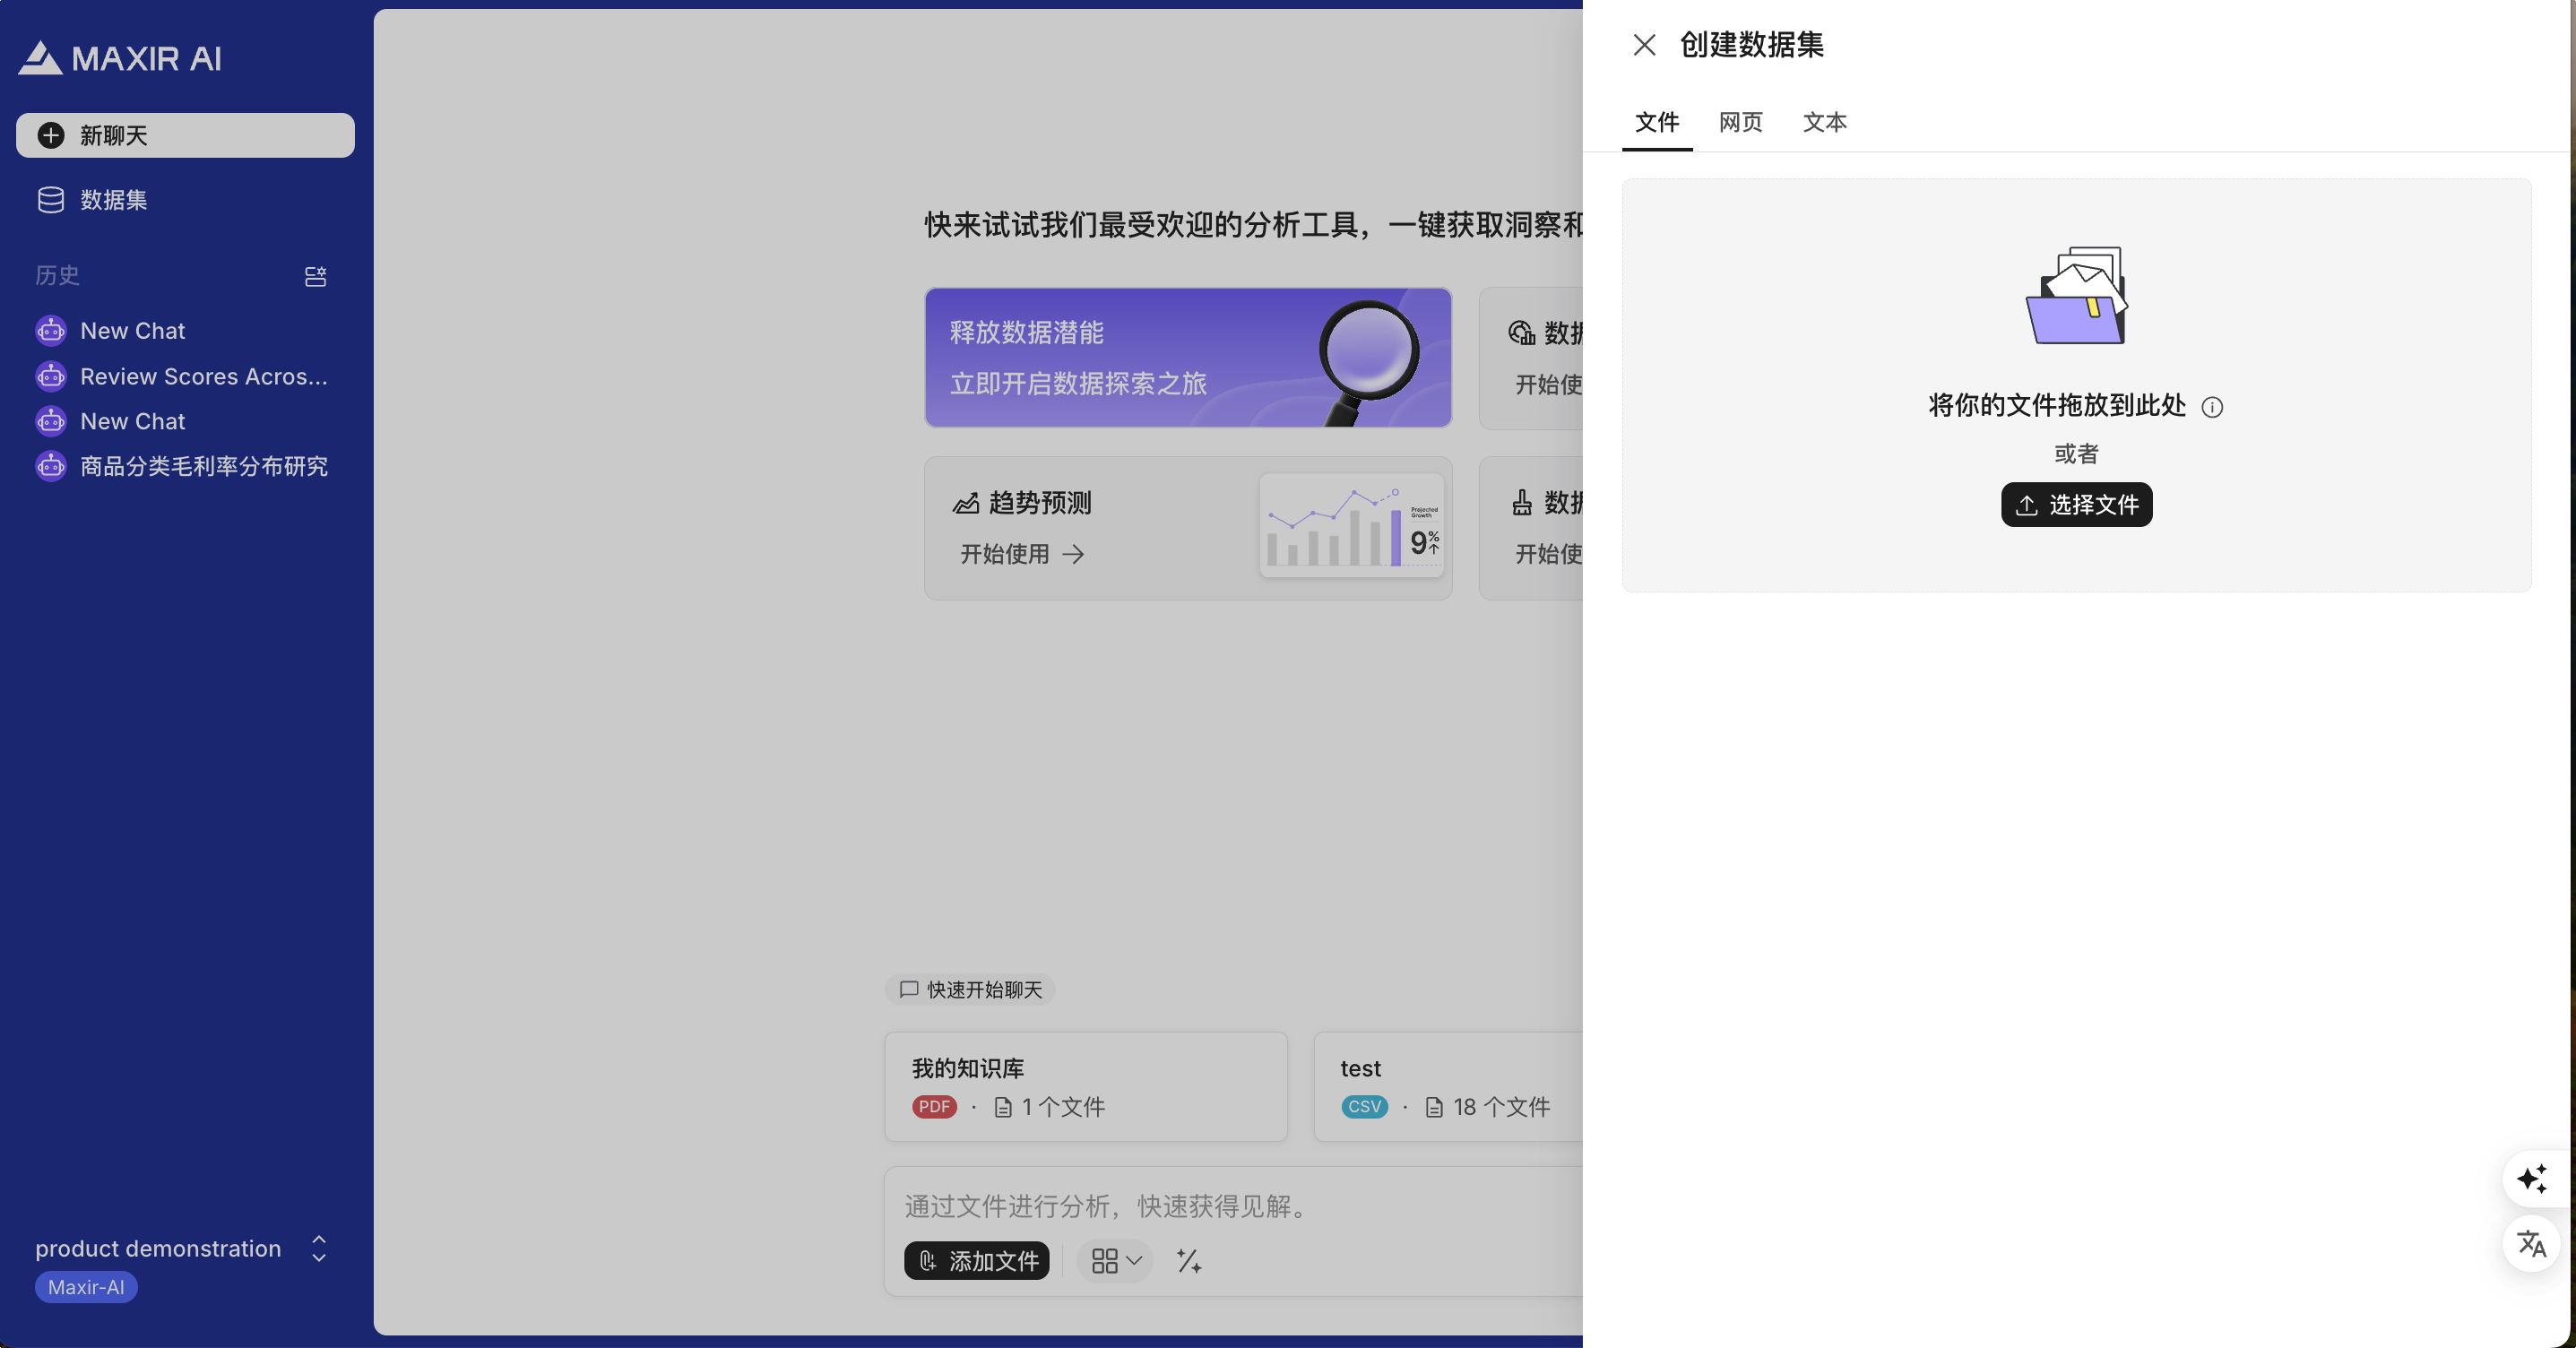 MAXIR AI
新聊天
数据集
历史
New Chat
Review Scores Acros...
New Chat
商品分类毛利率分布研究
product demonstration
Maxir-AI
快来试试我们最受欢迎的分析工具，一键获取洞察和
释放数据潜能
立即开启数据探索之旅
数据
开始使
趋势预测
开始使用
Projected
Growth
9%
数据
开始使
快速开始聊天
我的知识库
PDF · 1 个文件
test
CSV · 18 个文件
通过文件进行分析，快速获得见解。
添加文件
创建数据集
文件 网页 文本
将你的文件拖放到此处
或者
选择文件